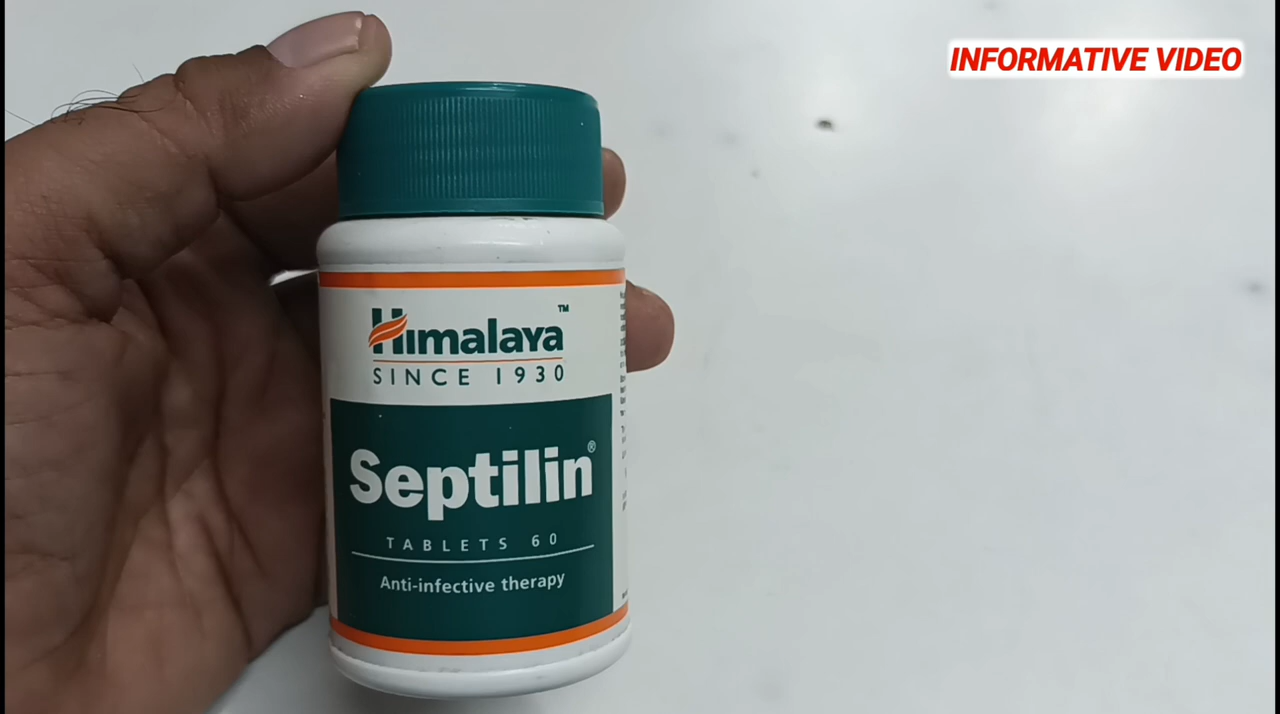 INFORMATIVE VIDEO
Himalaya™
SINCE 1930
Septilin®
TABLETS 60
Anti-infective therapy